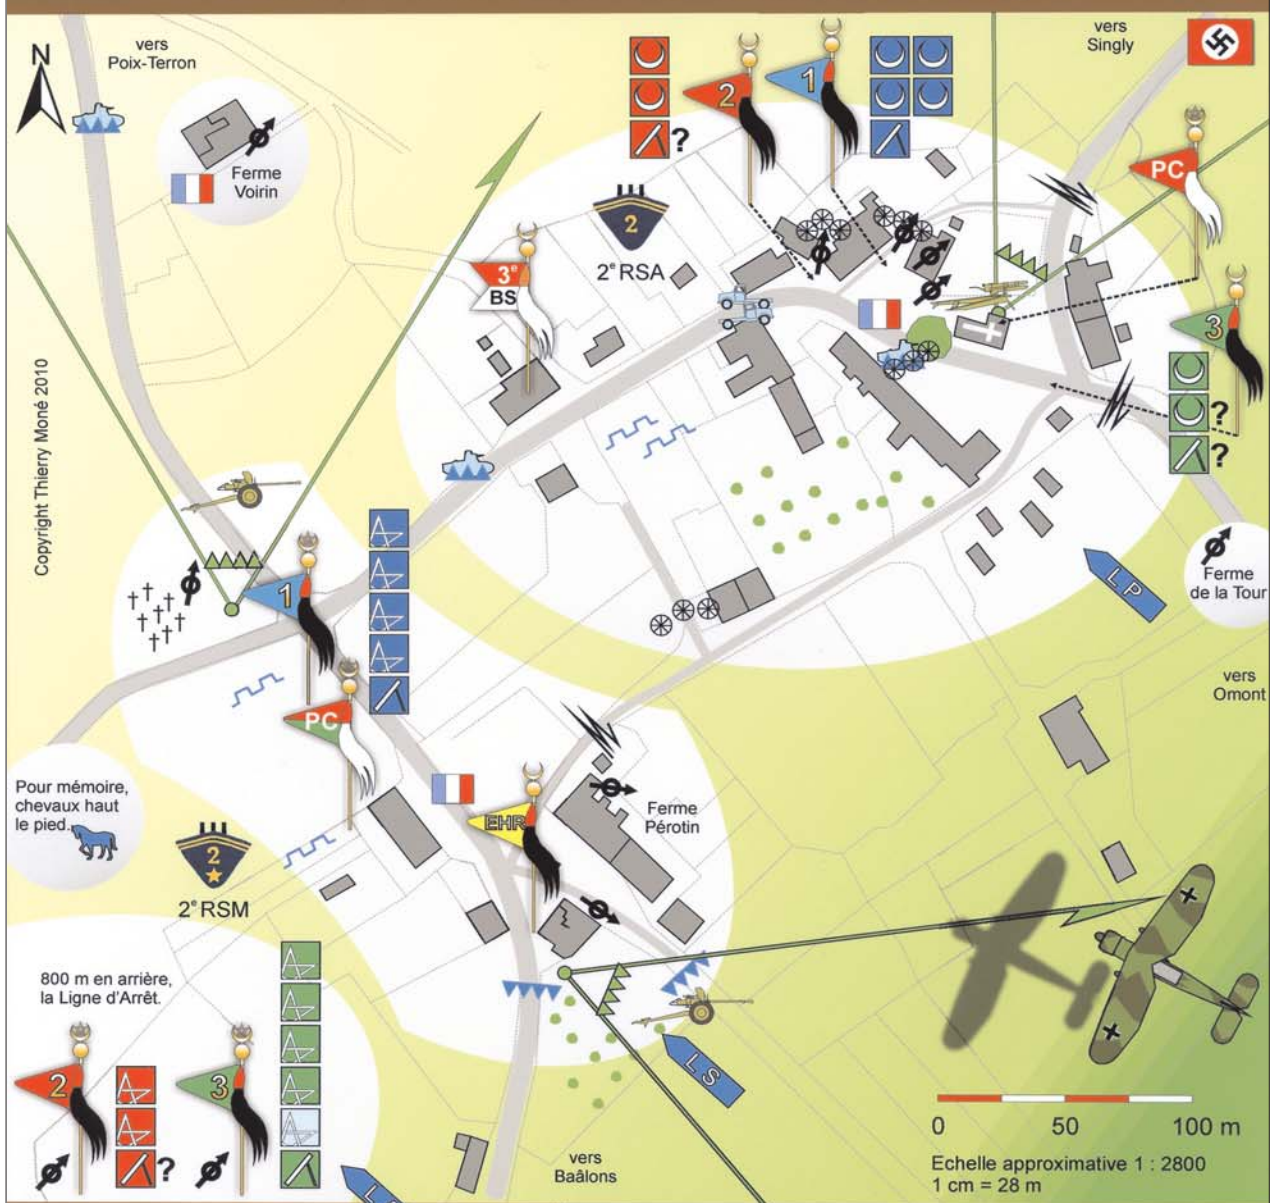 vers
Poix-Terron
vers
Singly
N
2
1
?
PC
Ferme
Voirin
2
2e RSA
3e
BS
3
?
?
Copyright Thierry Moné 2010
LP
Ferme
de la Tour
1
vers
Omont
PC
Pour mémoire,
chevaux haut
le pied.
EHR
Ferme
Pérotin
2
2e RSM
800 m en arrière,
la Ligne d'Arrêt.
2
3
?
LS
0 50 100 m
Echelle approximative 1 : 2800
1 cm = 28 m
vers
Baâlons